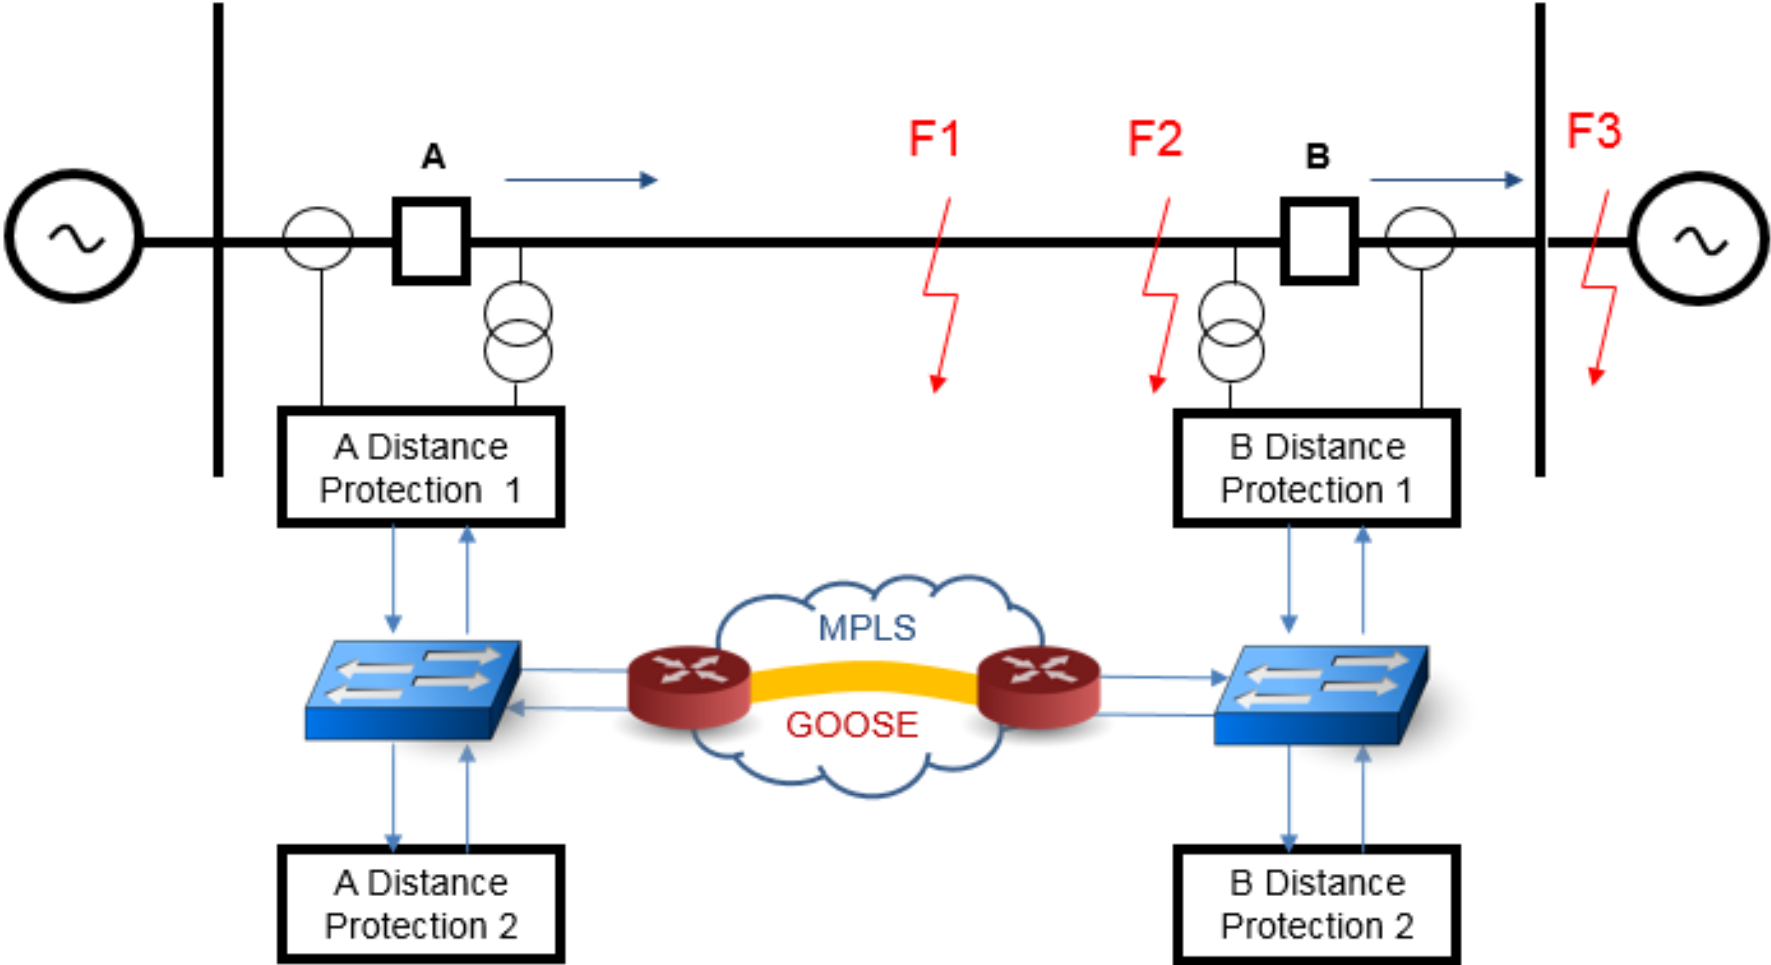 F1
F2
F3
A
B
A Distance
Protection 1
B Distance
Protection 1
MPLS
GOOSE
A Distance
Protection 2
B Distance
Protection 2